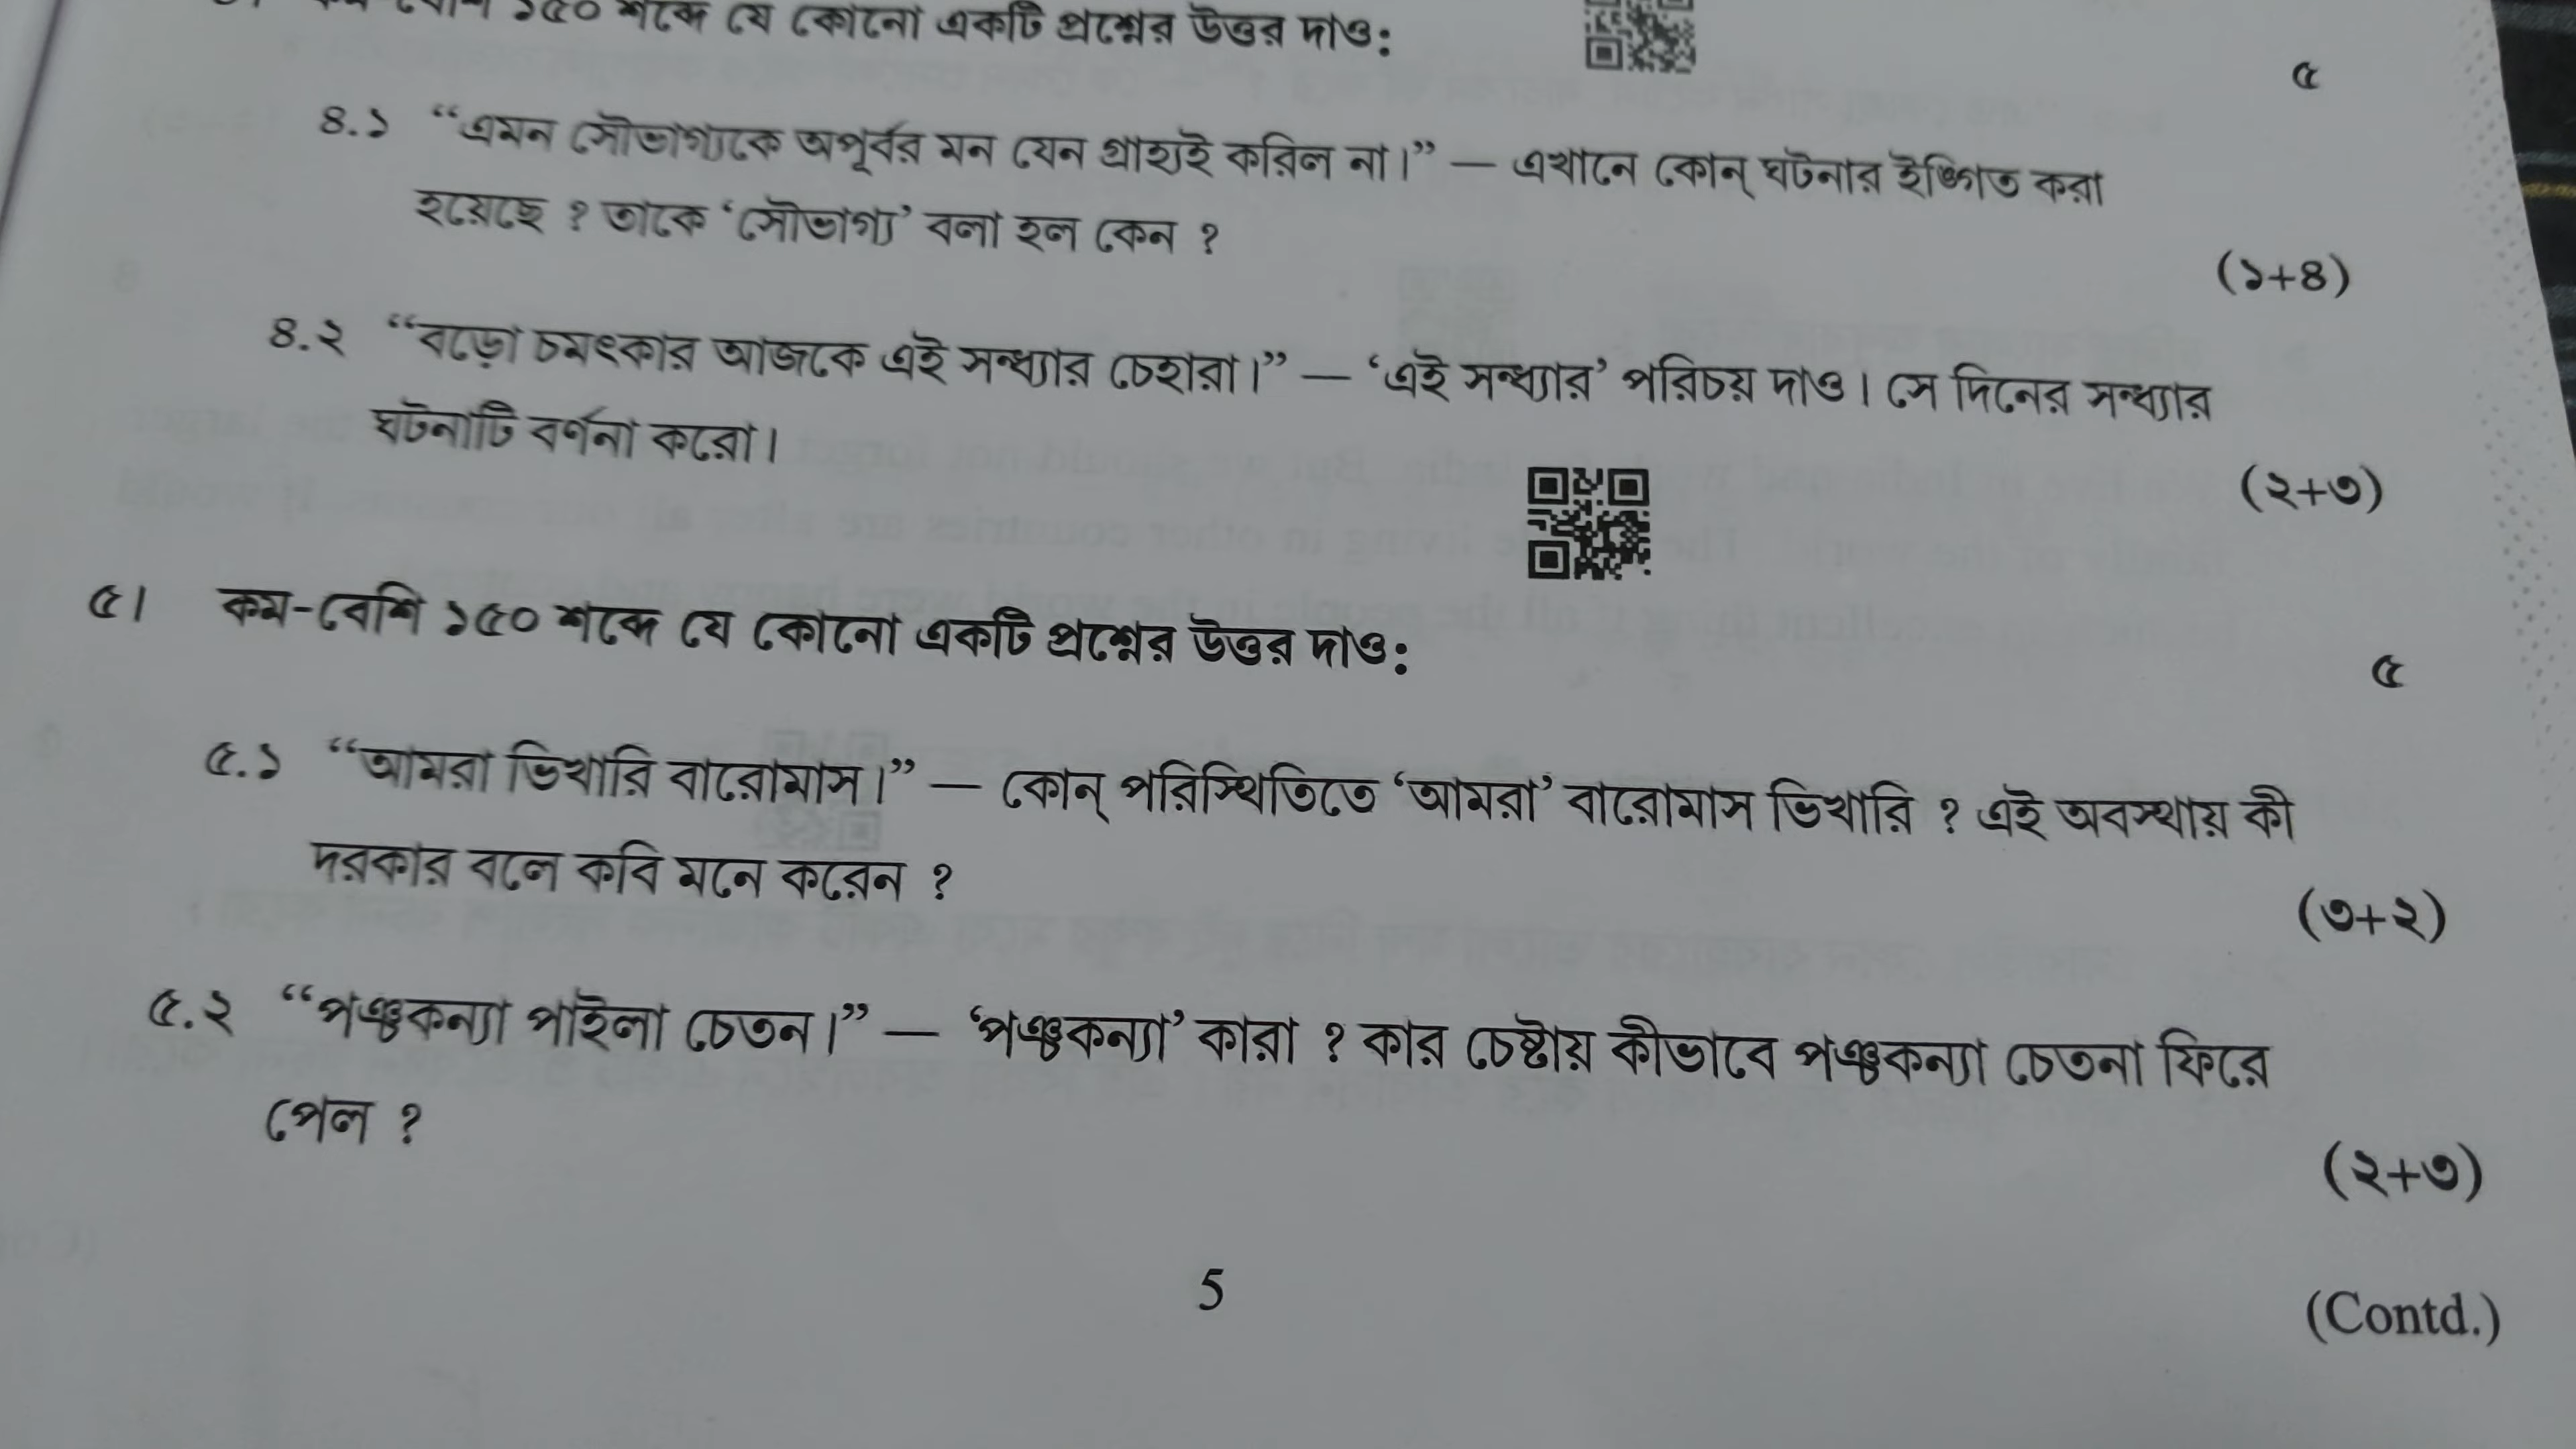 ১৫০ শব্দে যে কোনো একটি প্রশ্নের উত্তর দাও:
৫
৪.১ “এমন সৌভাগ্যকে অপূর্বর মন যেন গ্রাহ্যই করিল না।” — এখানে কোন্ ঘটনার ইঙ্গিত করা
হয়েছে ? তাকে ‘সৌভাগ্য’ বলা হল কেন ?
(১+৪)
৪.২ “বড়ো চমৎকার আজকে এই সন্ধ্যার চেহারা।” — ‘এই সন্ধ্যার’ পরিচয় দাও। সে দিনের সন্ধ্যার
ঘটনাটি বর্ণনা করো।
(২+৩)
৫। কম-বেশি ১৫০ শব্দে যে কোনো একটি প্রশ্নের উত্তর দাও:
৫
৫.১ “আমরা ভিখারি বারোমাস।” — কোন্ পরিস্থিতিতে ‘আমরা’ বারোমাস ভিখারি ? এই অবস্থায় কী
দরকার বলে কবি মনে করেন ?
(৩+২)
৫.২ “পঞ্চকন্যা পাইলা চেতন।” — ‘পঞ্চকন্যা’ কারা ? কার চেষ্টায় কীভাবে পঞ্চকন্যা চেতনা ফিরে
পেল ?
(২+৩)
5
(Contd.)